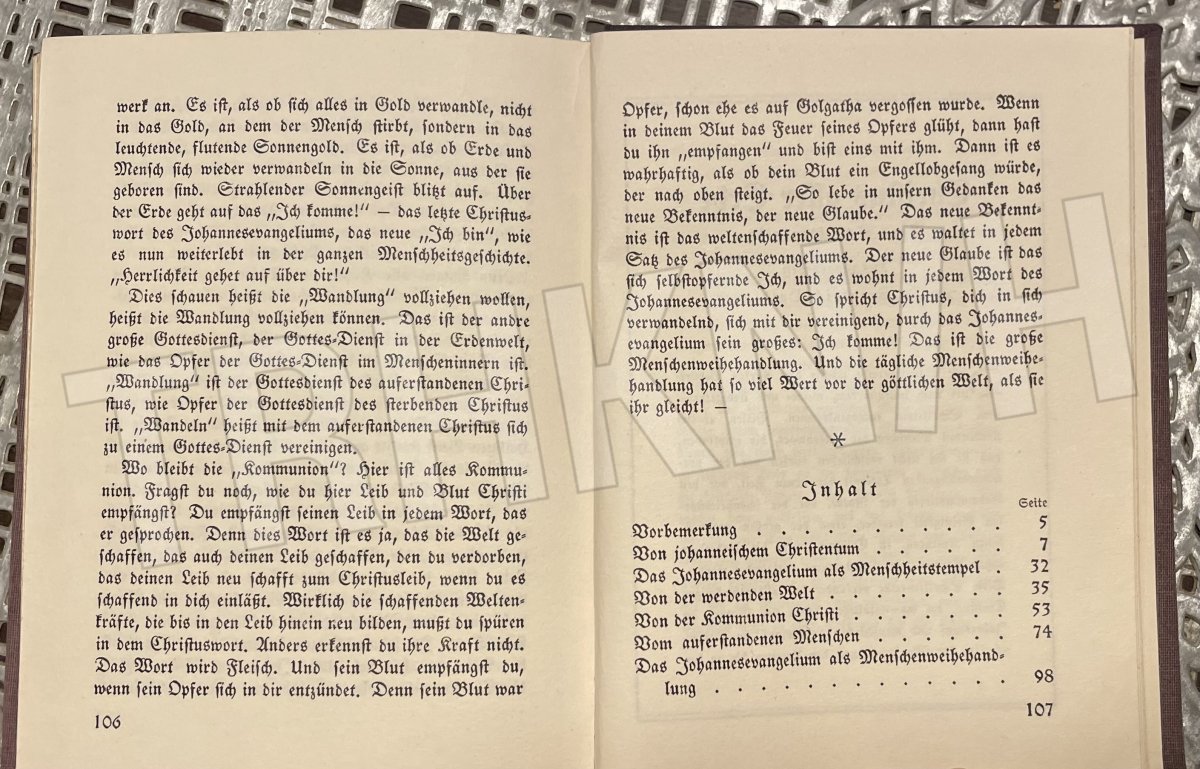 werk an. Es ist, als ob sich alles in Gold verwandle, nicht
in das Gold, an dem der Mensch stirbt, sondern in das
leuchtende, flutende Sonnengold. Es ist, als ob Erde und
Mensch sich wieder verwandeln in die Sonne, aus der sie
geboren sind. Strahlender Sonnengeist blitzt auf. Über
der Erde geht auf das „Ich komme!“ — das letzte Christus-
wort des Johannesevangeliums, das neue „Ich bin“, wie
es nun weiterlebt in der ganzen Menschheitsgeschichte.
„Herrlichkeit gehet auf über dir!“
Dies schauen heißt die „Wandlung“ vollziehen wollen,
heißt die Wandlung vollziehen können. Das ist der andre
große Gottesdienst, der Gottes-Dienst in der Erdenwelt,
wie das Opfer der Gottes-Dienst im Menscheninnern ist.
„Wandlung“ ist der Gottesdienst des auferstandenen Chri-
stus, wie Opfer der Gottesdienst des sterbenden Christus
ist. „Wandeln“ heißt mit dem auferstandenen Christus sich
zu einem Gottes-Dienst vereinigen.
Wo bleibt die „Kommunion“? Hier ist alles Kommu-
nion. Fragst du noch, wie du hier Leib und Blut Christi
empfängst? Du empfängst seinen Leib in jedem Wort, das
er gesprochen. Denn dies Wort ist es ja, das die Welt ge-
schaffen, das auch deinen Leib geschaffen, den du verdorben,
das deinen Leib neu schafft zum Christusleib, wenn du es
schaffend in dich einläßt. Wirklich die schaffenden Welten-
kräfte, die bis in den Leib hinein neu bilden, mußt du spüren
in dem Christuswort. Anders erkennst du ihre Kraft nicht.
Das Wort wird Fleisch. Und sein Blut empfängst du,
wenn sein Opfer sich in dir entzündet. Denn sein Blut war
106
Opfer, schon ehe es auf Golgatha vergossen wurde. Wenn
in deinem Blut das Feuer seines Opfers glüht, dann hast
du ihn „empfangen“ und bist eins mit ihm. Dann ist es
wahrhaftig, als ob dein Blut ein Engellobgesang würde,
der nach oben steigt. „So lebe in unsern Gedanken das
neue Bekenntnis, der neue Glaube.“ Das neue Bekennt-
nis ist das weltenschaffende Wort, und es waltet in jedem
Satz des Johannesevangeliums. Der neue Glaube ist das
sich selbstopfernde Ich, und es wohnt in jedem Wort des
Johannesevangeliums. So spricht Christus, dich in sich
verwandelnd, sich mit dir vereinigend, durch das Johannes-
evangelium sein großes: Ich komme! Das ist die große
Menschenweihehandlung. Und die tägliche Menschenweihe-
handlung hat so viel Wert vor der göttlichen Welt, als sie
ihr gleicht! —
*
Inhalt
Seite
Vorbemerkung . . . . . . . . . . . 5
Von johanneischem Christentum . . . . . . 7
Das Johannesevangelium als Menschheitstempel . 32
Von der werdenden Welt . . . . . . . . 35
Von der Kommunion Christi . . . . . . . 53
Vom auferstandenen Menschen . . . . . . 74
Das Johannesevangelium als Menschenweihehand-
lung . . . . . . . . . . . . . 98
107